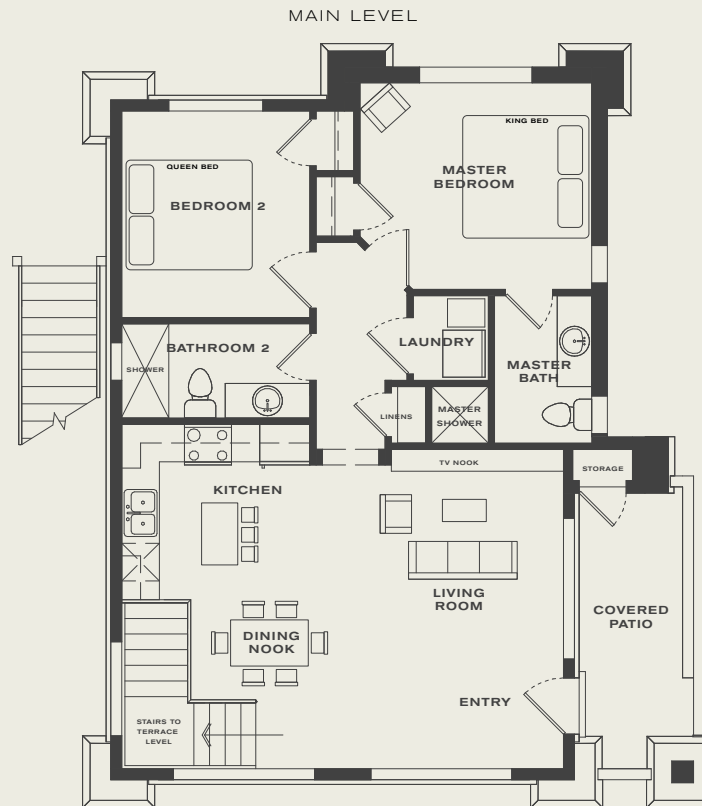 MAIN LEVEL
KING BED
QUEEN BED
MASTER
BEDROOM
BEDROOM 2
BATHROOM 2
LAUNDRY
SHOWER
MASTER
BATH
LINENS
MASTER
SHOWER
TV NOOK
STORAGE
KITCHEN
LIVING
ROOM
COVERED
PATIO
DINING
NOOK
ENTRY
STAIRS TO
TERRACE
LEVEL